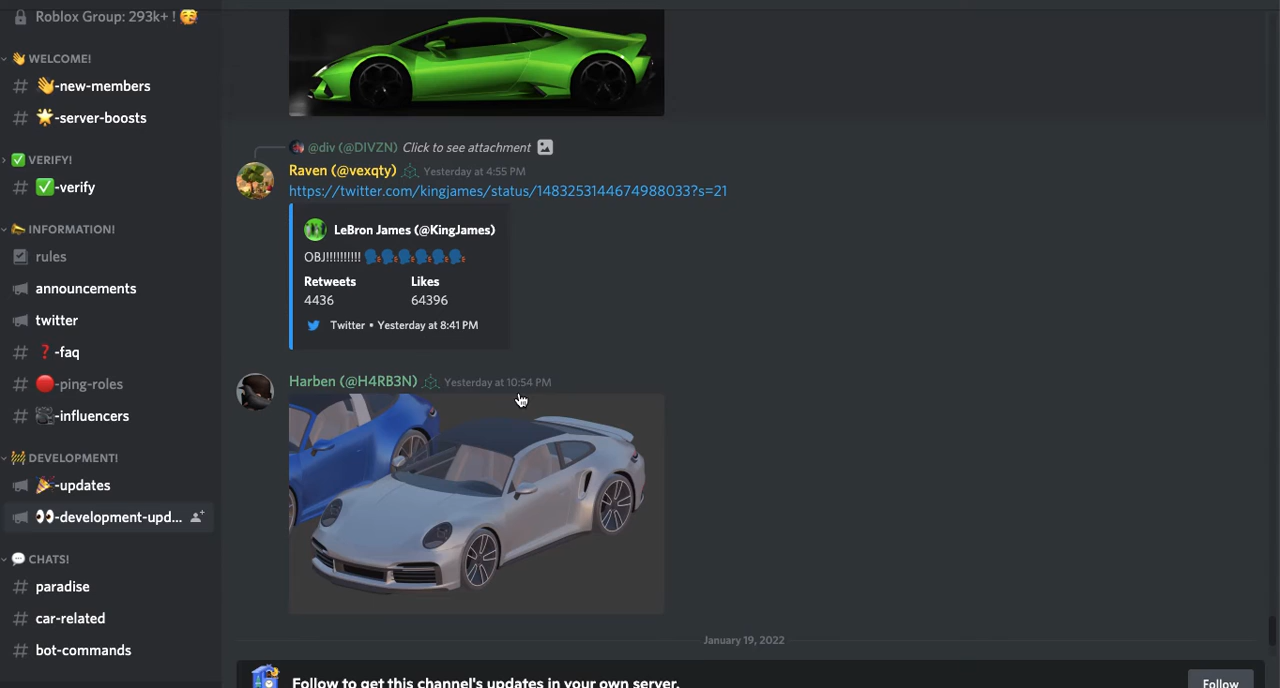 Roblox Group: 293k+ ! 🥳
👋 WELCOME!
👋-new-members
🌟-server-boosts
✅ VERIFY!
✅-verify
📣 INFORMATION!
rules
announcements
twitter
❓-faq
🔴-ping-roles
🎥-influencers
🚧 DEVELOPMENT!
🎉-updates
👀-development-upd...
💬 CHATS!
paradise
car-related
bot-commands
@div (@DIVZN) Click to see attachment
Raven (@vexqty) Yesterday at 4:55 PM
https://twitter.com/kingjames/status/1483253144674988033?s=21
LeBron James (@KingJames)
OBJ!!!!!!!!!! 🗣🗣🗣🗣🗣🗣
Retweets Likes
4436 64396
Twitter • Yesterday at 8:41 PM
Harben (@H4RB3N) Yesterday at 10:54 PM
January 19, 2022
Follow to get this channel's updates in your own server.
Follow